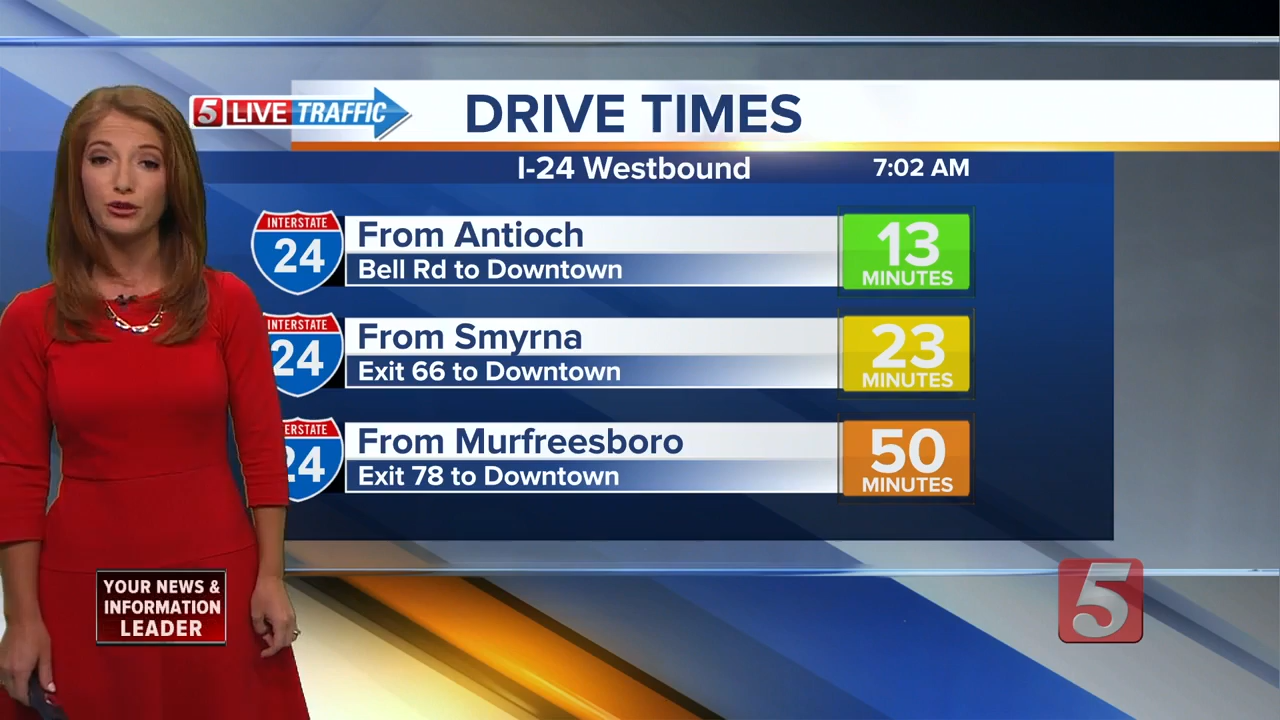 5 LIVE TRAFFIC
DRIVE TIMES
I-24 Westbound
7:02 AM
INTERSTATE
24
From Antioch
Bell Rd to Downtown
13
MINUTES
INTERSTATE
24
From Smyrna
Exit 66 to Downtown
23
MINUTES
ERSTATE
24
From Murfreesboro
Exit 78 to Downtown
50
MINUTES
YOUR NEWS &
INFORMATION
LEADER
5